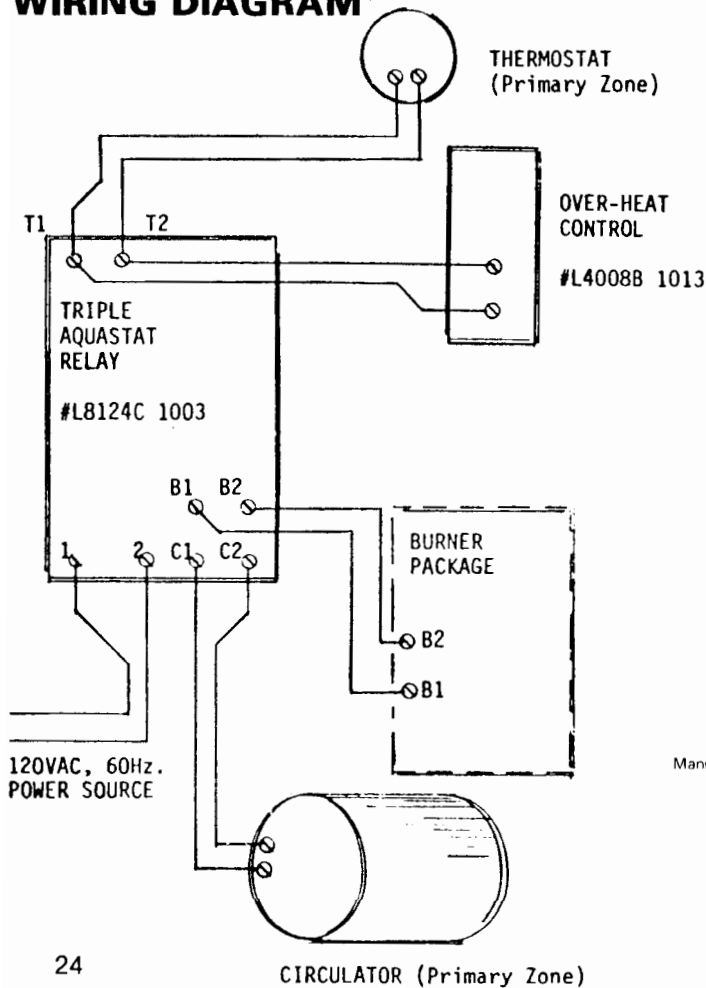 WIRING DIAGRAM
THERMOSTAT
(Primary Zone)
OVER-HEAT
CONTROL
#L4008B 1013
T1 T2
TRIPLE
AQUASTAT
RELAY
#L8124C 1003
B1 B2
1 2 C1 C2
BURNER
PACKAGE
B2
B1
120VAC, 60Hz.
POWER SOURCE
24
CIRCULATOR (Primary Zone)